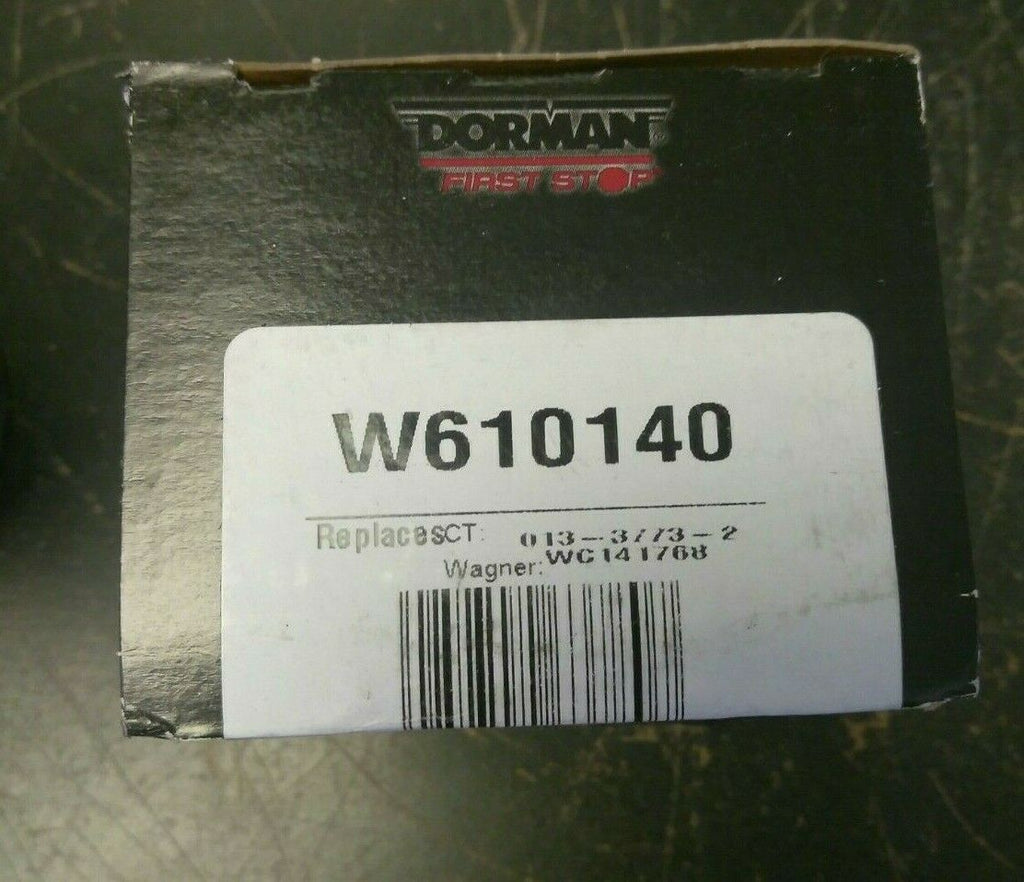 DORMAN®
FIRST STOP
W610140
Replaces CT: 013-3773-2
Wagner: WC141768